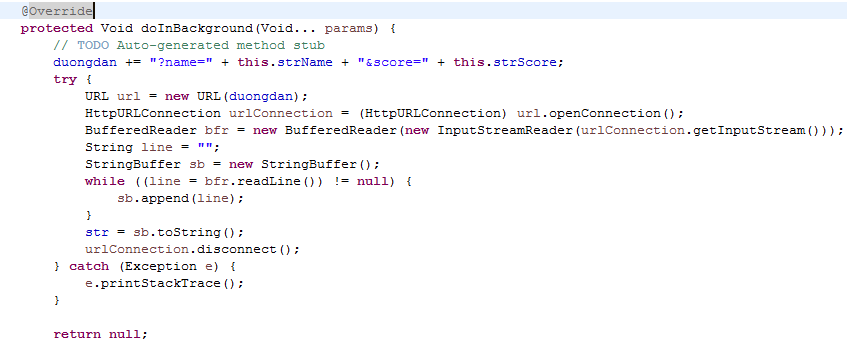 @Override
protected Void doInBackground(Void... params) {
// TODO Auto-generated method stub
duongdan += "?name=" + this.strName + "&score=" + this.strScore;
try {
URL url = new URL(duongdan);
HttpURLConnection urlConnection = (HttpURLConnection) url.openConnection();
BufferedReader bfr = new BufferedReader(new InputStreamReader(urlConnection.getInputStream()));
String line = "";
StringBuffer sb = new StringBuffer();
while ((line = bfr.readLine()) != null) {
sb.append(line);
}
str = sb.toString();
urlConnection.disconnect();
} catch (Exception e) {
e.printStackTrace();
}
return null;